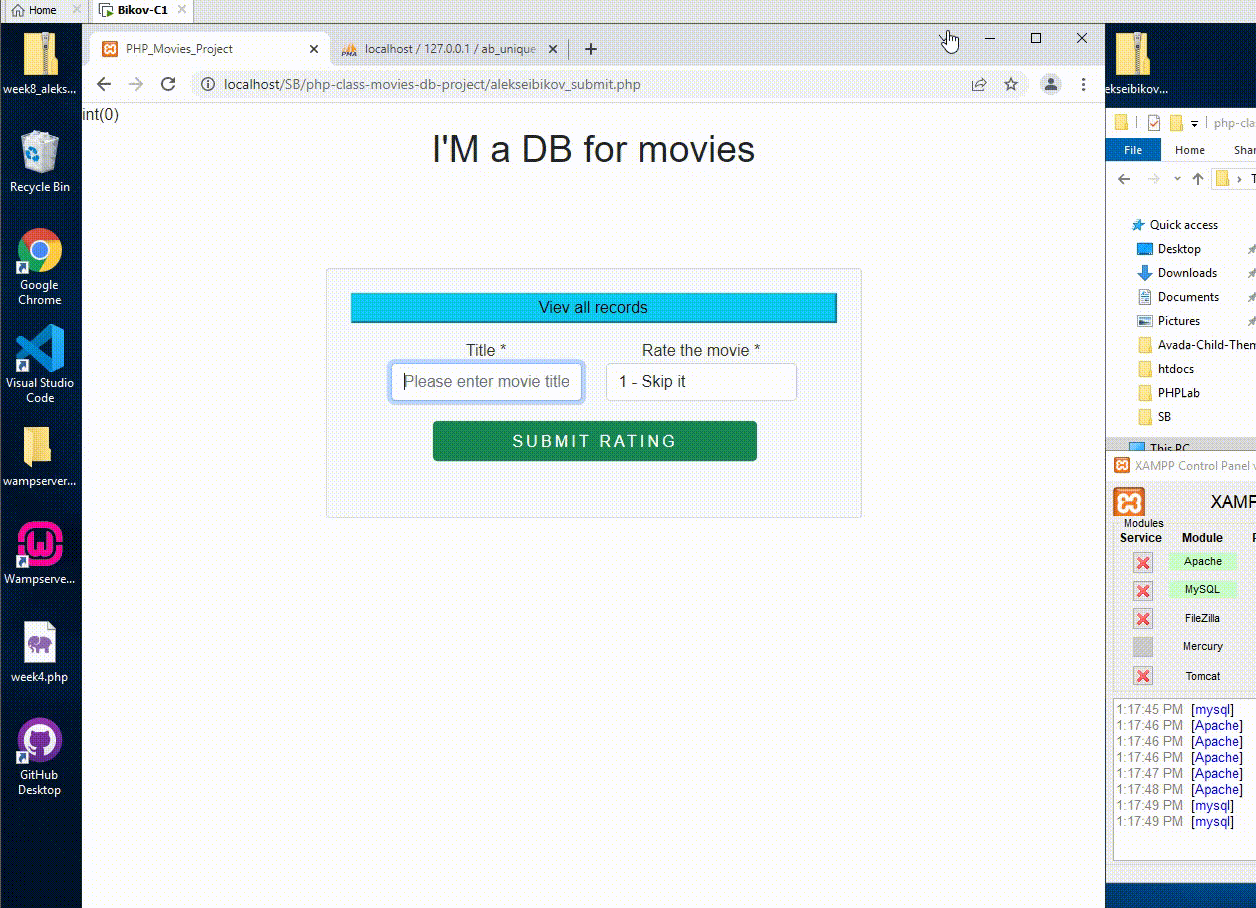 Home
Bikov-C1
week8_aleks...
Recycle Bin
Google
Chrome
Visual Studio
Code
wampserver...
Wampserve...
week4.php
GitHub
Desktop
PHP_Movies_Project
PMA
localhost / 127.0.0.1 / ab_unique
localhost/SB/php-class-movies-db-project/alekseibikov_submit.php
int(0)
I'M a DB for movies
Viev all records
Title *
Rate the movie *
Please enter movie title
1 - Skip it
SUBMIT RATING
ekseibikov...
php-cla
File
Home
Shar
Quick access
Desktop
Downloads
Documents
Pictures
Avada-Child-Them
htdocs
PHPLab
SB
This PC
XAMPP Control Panel v
XAMP
Modules
Service
Module
Apache
MySQL
FileZilla
Mercury
Tomcat
1:17:45 PM [mysql]
1:17:46 PM [Apache]
1:17:46 PM [Apache]
1:17:46 PM [Apache]
1:17:47 PM [Apache]
1:17:48 PM [Apache]
1:17:49 PM [mysql]
1:17:49 PM [mysql]